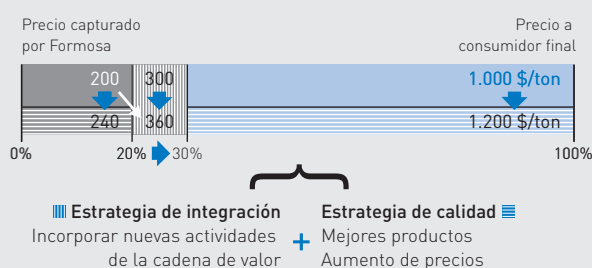 Precio capturado
por Formosa
Precio a
consumidor final
200 300 1.000 $/ton
240 360 1.200 $/ton
0% 20% 30% 100%
Estrategia de integración
Incorporar nuevas actividades
de la cadena de valor
+
Estrategia de calidad
Mejores productos
Aumento de precios